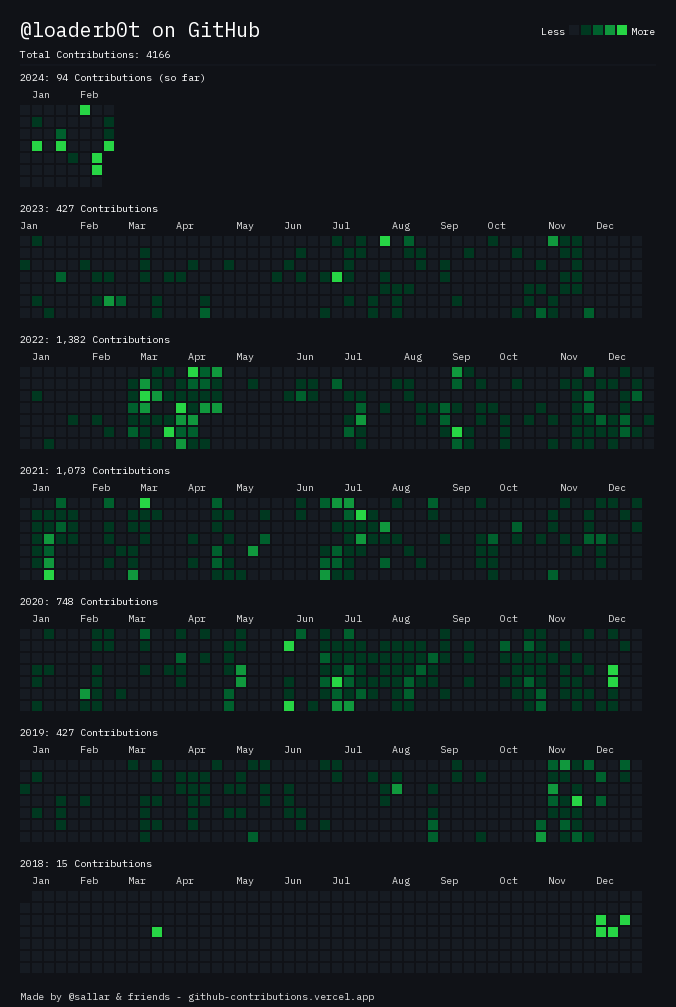 @loaderb0t on GitHub
Less More
Total Contributions: 4166
2024: 94 Contributions (so far)
Jan Feb
2023: 427 Contributions
Jan Feb Mar Apr May Jun Jul Aug Sep Oct Nov Dec
2022: 1,382 Contributions
Jan Feb Mar Apr May Jun Jul Aug Sep Oct Nov Dec
2021: 1,073 Contributions
Jan Feb Mar Apr May Jun Jul Aug Sep Oct Nov Dec
2020: 748 Contributions
Jan Feb Mar Apr May Jun Jul Aug Sep Oct Nov Dec
2019: 427 Contributions
Jan Feb Mar Apr May Jun Jul Aug Sep Oct Nov Dec
2018: 15 Contributions
Jan Feb Mar Apr May Jun Jul Aug Sep Oct Nov Dec
Made by @sallar & friends - github-contributions.vercel.app